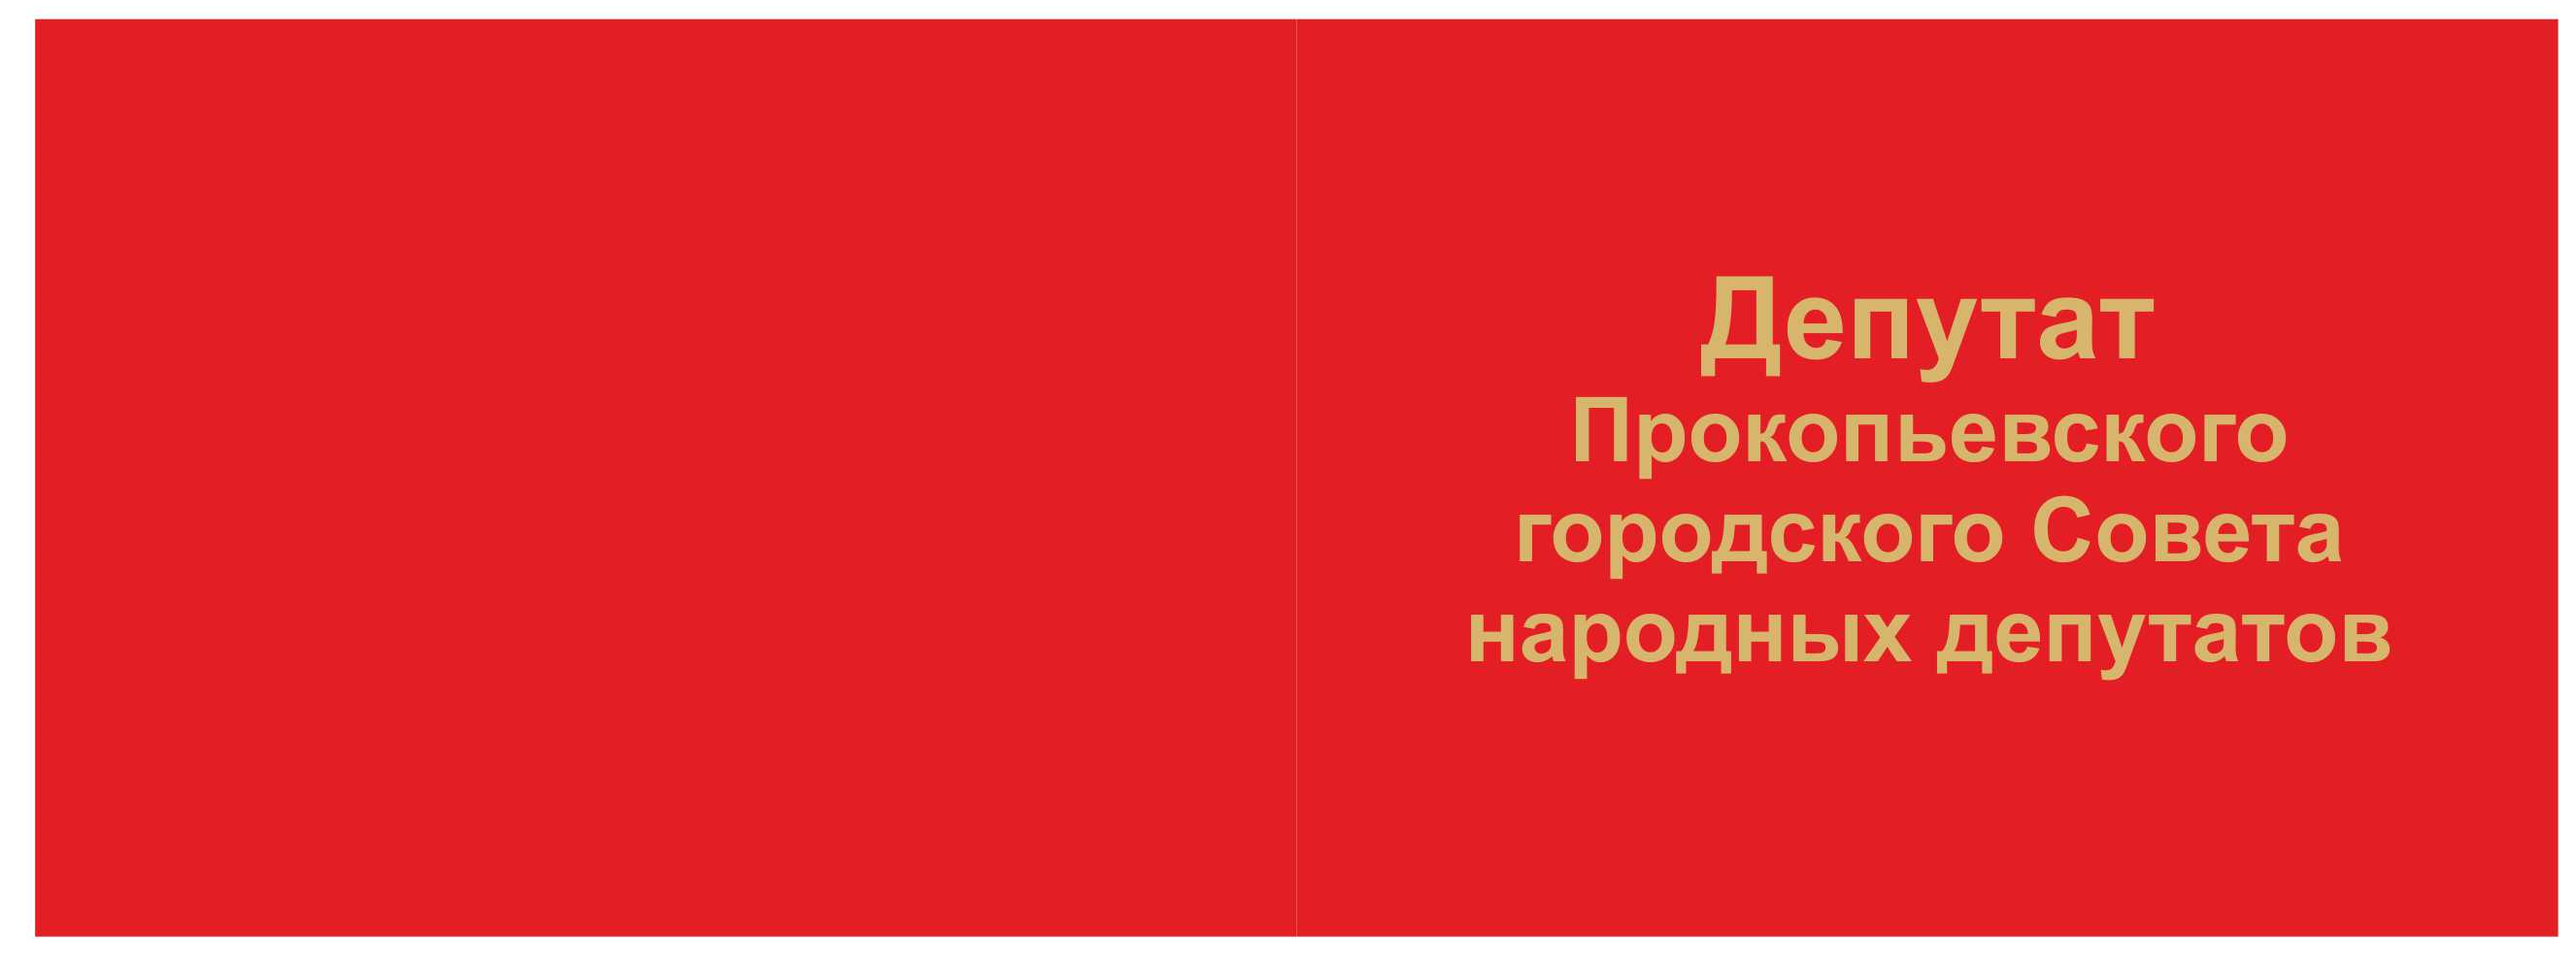 Депутат
Прокопьевского
городского Совета
народных депутатов